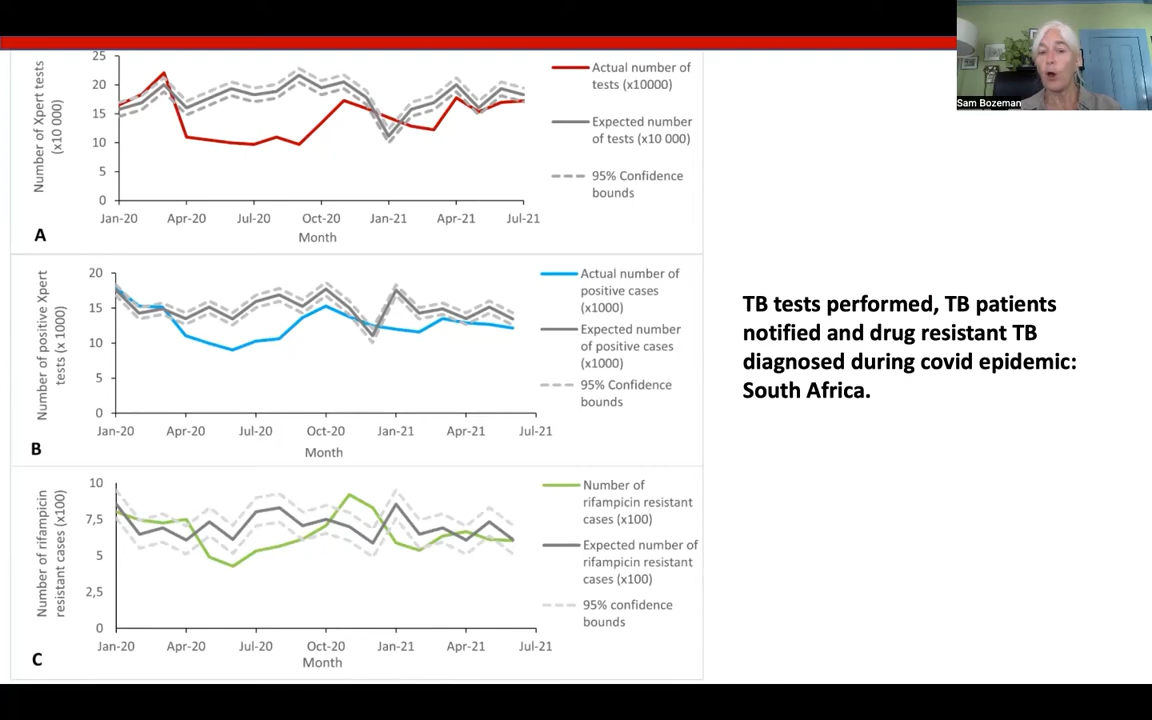 Sam Bozeman
25
20
15
10
5
0
Number of Xpert tests
(x10 000)
Jan-20 Apr-20 Jul-20 Oct-20 Jan-21 Apr-21 Jul-21
Month
A
Actual number of
tests (x10000)
Expected number
of tests (x10 000)
95% Confidence
bounds
20
15
10
5
0
Number of positive Xpert
tests (x 1000)
Jan-20 Apr-20 Jul-20 Oct-20 Jan-21 Apr-21 Jul-21
Month
B
Actual number of
positive cases
(x1000)
Expected number
of positive cases
(x1000)
95% Confidence
bounds
10
7,5
5
2,5
0
Number of rifampicin
resistant cases (x100)
Jan-20 Apr-20 Jul-20 Oct-20 Jan-21 Apr-21 Jul-21
Month
C
Number of
rifampicin resistant
cases (x100)
Expected number of
rifampicin resistant
cases (x100)
95% confidence
bounds
TB tests performed, TB patients
notified and drug resistant TB
diagnosed during covid epidemic:
South Africa.